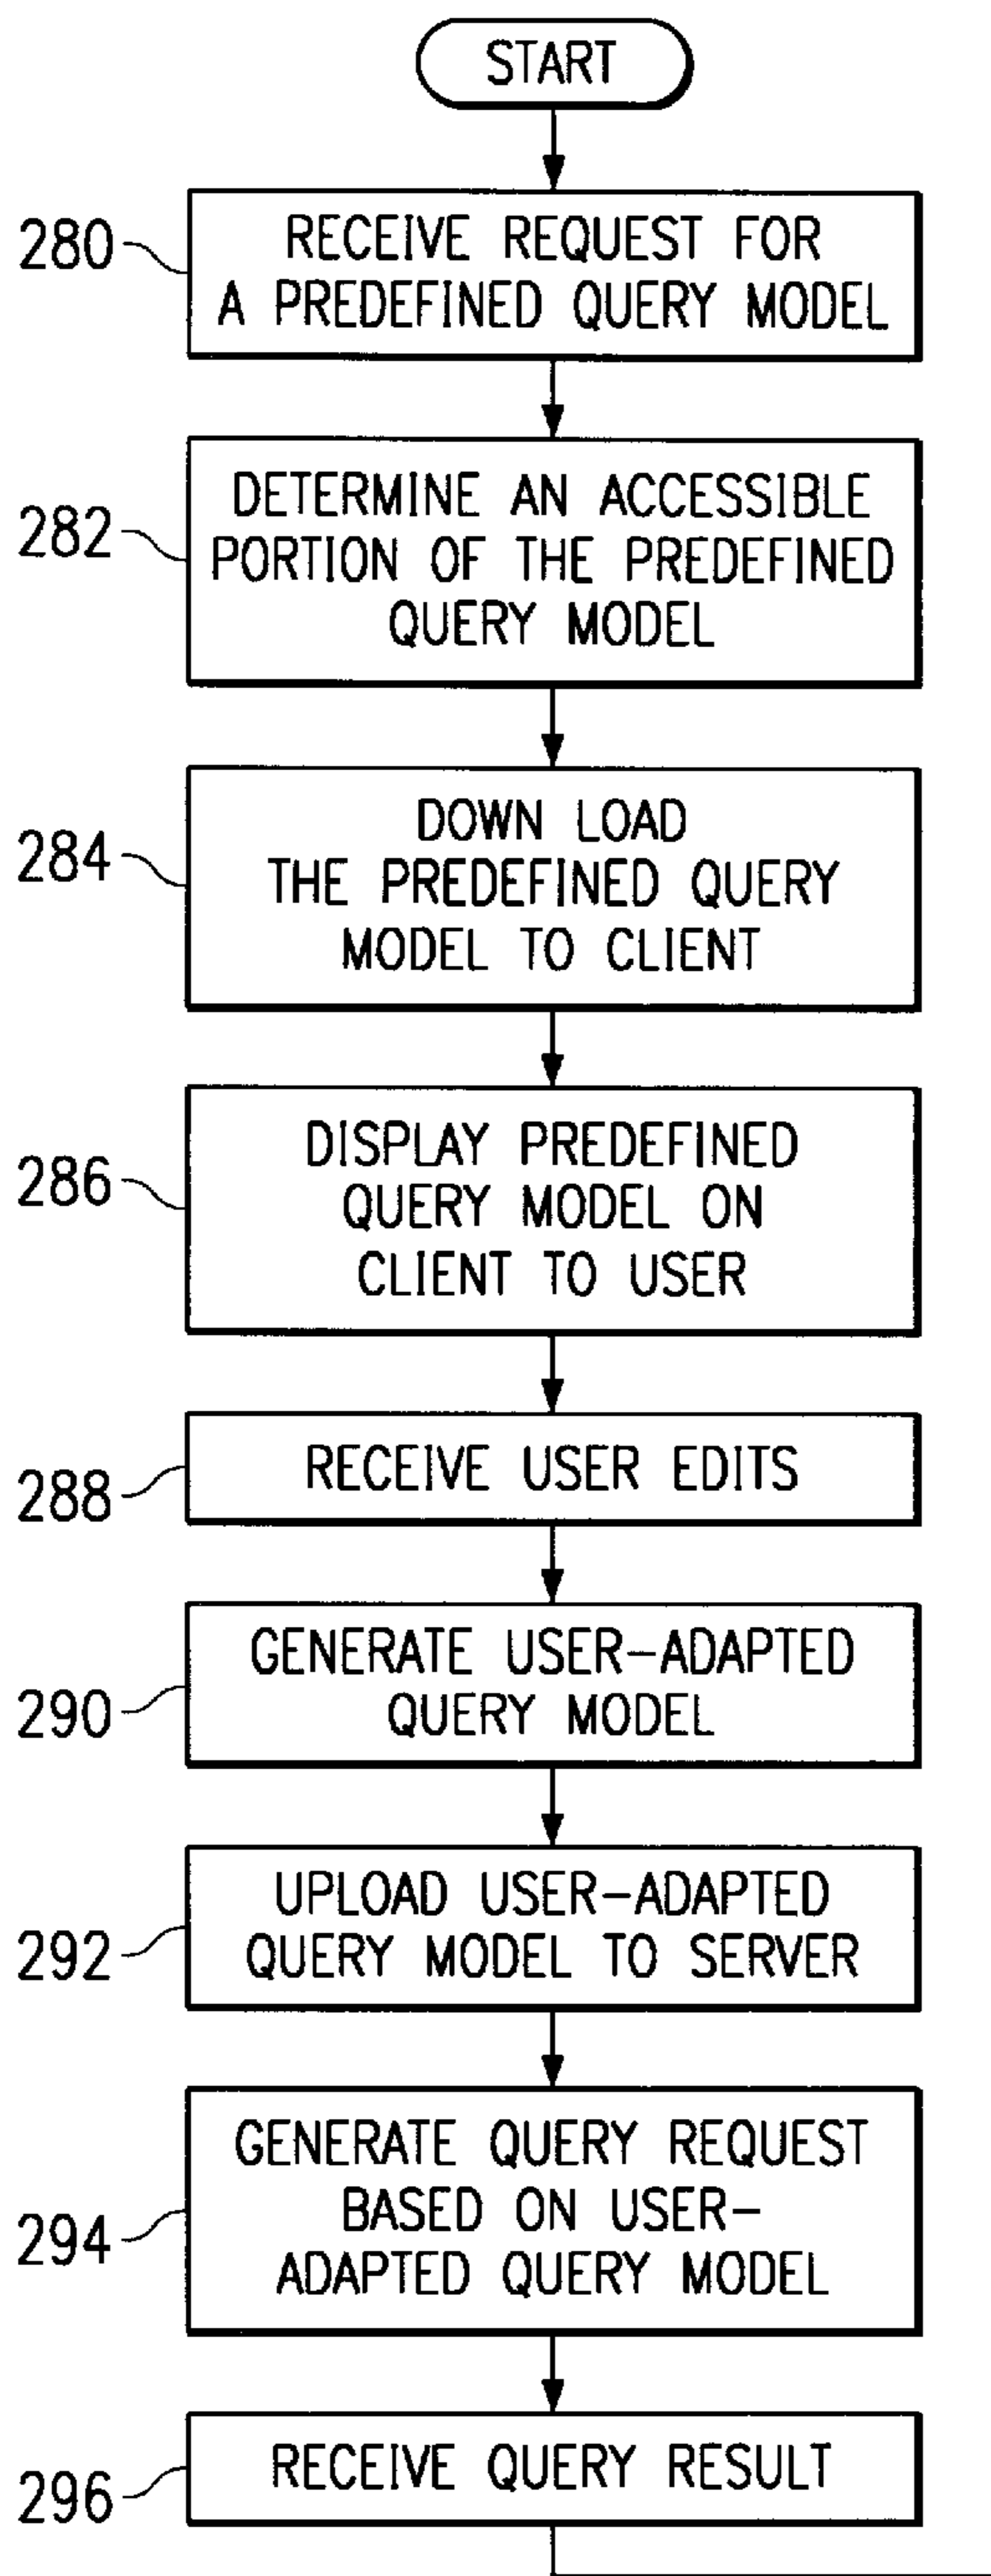 START
280
RECEIVE REQUEST FOR
A PREDEFINED QUERY MODEL
282
DETERMINE AN ACCESSIBLE
PORTION OF THE PREDEFINED
QUERY MODEL
284
DOWN LOAD
THE PREDEFINED QUERY
MODEL TO CLIENT
286
DISPLAY PREDEFINED
QUERY MODEL ON
CLIENT TO USER
288
RECEIVE USER EDITS
290
GENERATE USER-ADAPTED
QUERY MODEL
292
UPLOAD USER-ADAPTED
QUERY MODEL TO SERVER
294
GENERATE QUERY REQUEST
BASED ON USER-
ADAPTED QUERY MODEL
296
RECEIVE QUERY RESULT